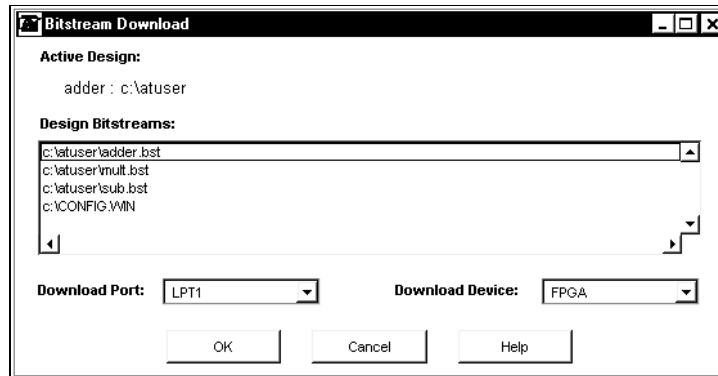 Bitstream Download
Active Design:
adder : c:\atuser
Design Bitstreams:
c:\atuser\adder.bst
c:\atuser\mult.bst
c:\atuser\sub.bst
c:\CONFIG.WIN
Download Port: LPT1 Download Device: FPGA
OK Cancel Help